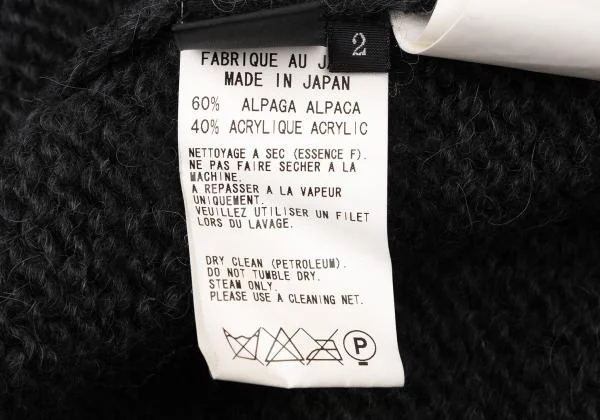 2
FABRIQUE AU
MADE IN JAPAN
60% ALPAGA ALPACA
40% ACRYLIQUE ACRYLIC
NETTOYAGE A SEC (ESSENCE F).
NE PAS FAIRE SECHER A LA
MACHINE.
A REPASSER A LA VAPEUR
UNIQUEMENT.
VEUILLEZ UTILISER UN FILET
LORS DU LAVAGE.
DRY CLEAN (PETROLEUM).
DO NOT TUMBLE DRY.
STEAM ONLY.
PLEASE USE A CLEANING NET.
P